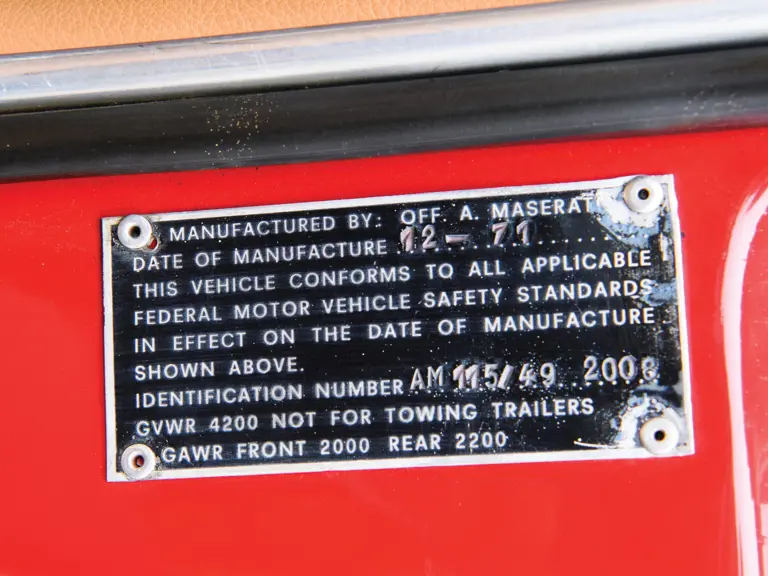 MANUFACTURED BY: OFF. A. MASERAT
DATE OF MANUFACTURE 12-71
THIS VEHICLE CONFORMS TO ALL APPLICABLE
FEDERAL MOTOR VEHICLE SAFETY STANDARDS
IN EFFECT ON THE DATE OF MANUFACTURE
SHOWN ABOVE.
IDENTIFICATION NUMBER AM 115/49 2006
GVWR 4200 NOT FOR TOWING TRAILERS
GAWR FRONT 2000 REAR 2200